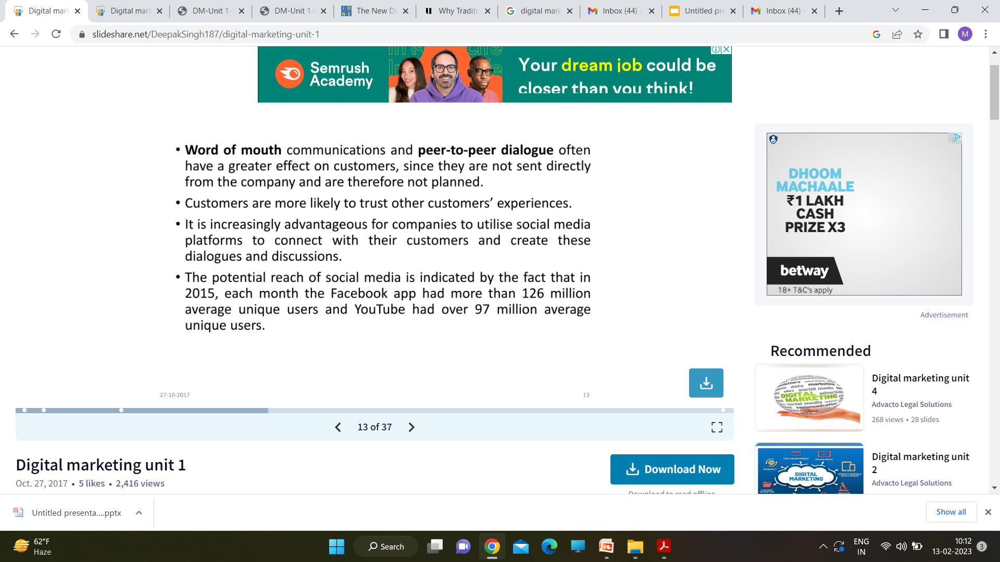 Digital mar
Digital mar
DM-Unit 1-
DM-Unit 1-
The New Di
Why Traditi
digital mark
Inbox (44) -
Untitled pre
Inbox (44) -
slideshare.net/DeepakSingh187/digital-marketing-unit-1
M
Semrush
Academy
Your dream job could be
closer than you think!
• Word of mouth communications and peer-to-peer dialogue often
have a greater effect on customers, since they are not sent directly
from the company and are therefore not planned.
• Customers are more likely to trust other customers’ experiences.
• It is increasingly advantageous for companies to utilise social media
platforms to connect with their customers and create these
dialogues and discussions.
• The potential reach of social media is indicated by the fact that in
2015, each month the Facebook app had more than 126 million
average unique users and YouTube had over 97 million average
unique users.
27-10-2017
13
13 of 37
Digital marketing unit 1
Oct. 27, 2017 • 5 likes • 2,416 views
Download Now
Download to read offline
DHOOM
MACHAALE
₹1 LAKH
CASH
PRIZE X3
betway
18+ T&C's apply
Advertisement
Recommended
DIGITAL
MARKETING
Digital marketing unit
4
Advacto Legal Solutions
268 views • 28 slides
DIGITAL
MARKETING
Digital marketing unit
2
Advacto Legal Solutions
Untitled presenta....pptx
Show all
62°F
Haze
Search
ENG
IN
10:12
13-02-2023
3